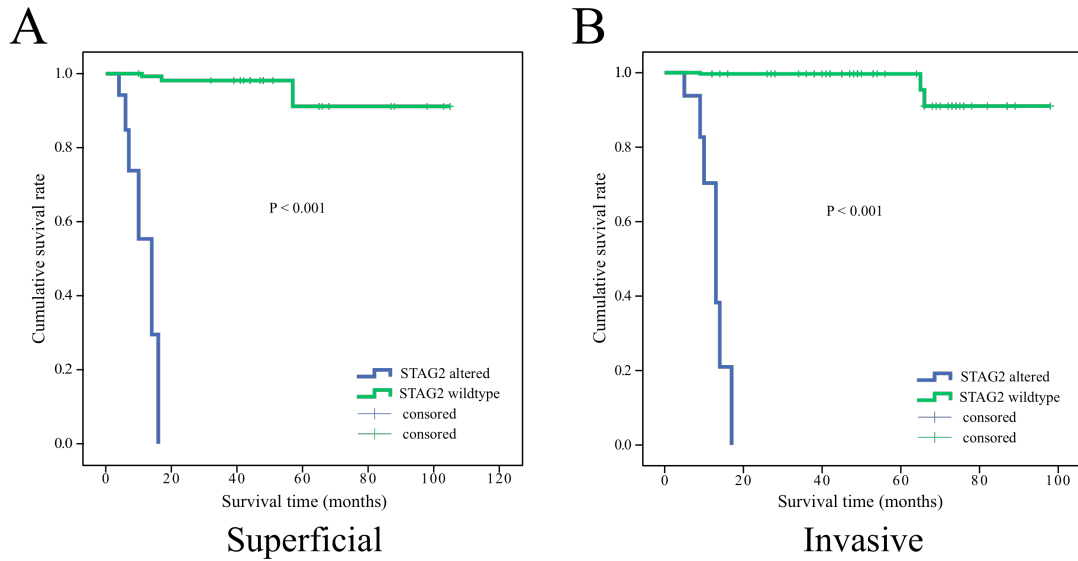 A
1.0
0.8
0.6
0.4
0.2
0.0
Cumulative suvival rate
P < 0.001
STAG2 altered
STAG2 wildtype
consored
consored
0 20 40 60 80 100 120
Survival time (months)
Superficial
B
1.0
0.8
0.6
0.4
0.2
0.0
Cumulative suvival rate
P < 0.001
STAG2 altered
STAG2 wildtype
consored
consored
0 20 40 60 80 100
Survival time (months)
Invasive